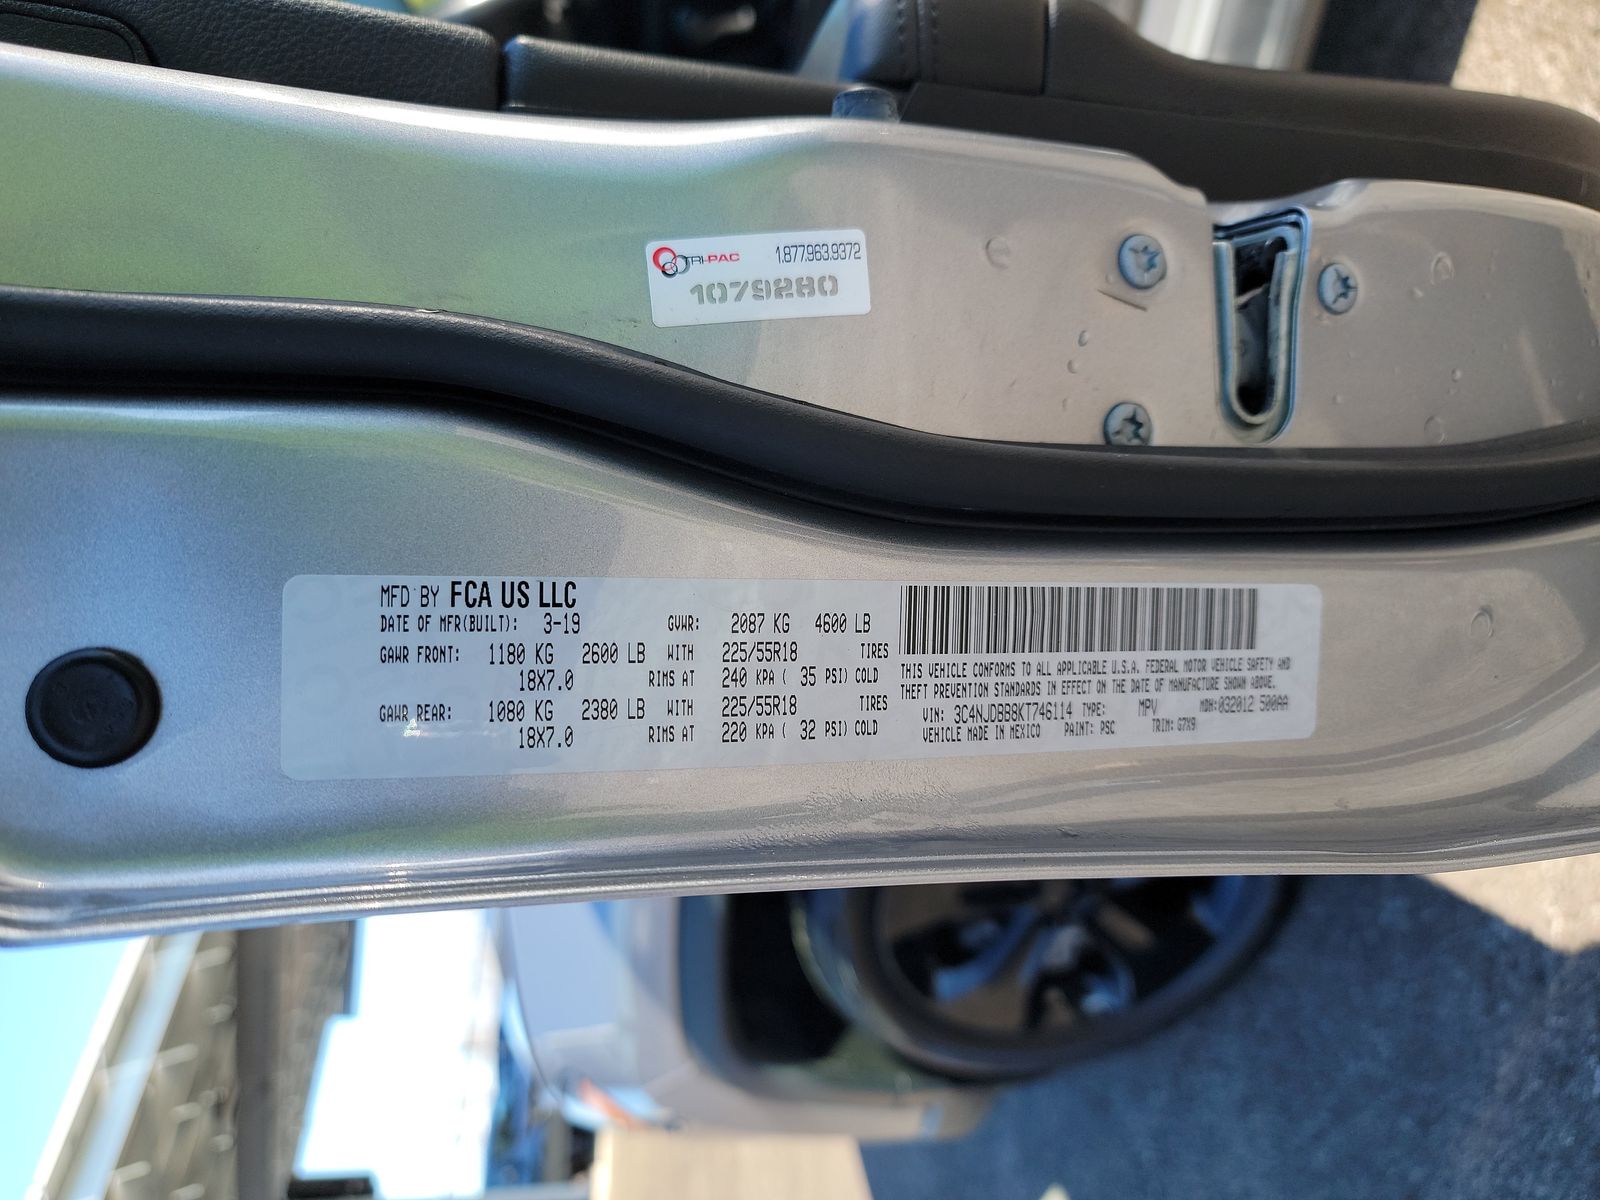 TRI-PAC 1.877.963.9372
1079280
MFD BY FCA US LLC
DATE OF MFR(BUILT): 3-19 GVWR: 2087 KG 4600 LB
GAWR FRONT: 1180 KG 2600 LB WITH 225/55R18 TIRES
18X7.0 RIMS AT 240 KPA ( 35 PSI) COLD
GAWR REAR: 1080 KG 2380 LB WITH 225/55R18 TIRES
18X7.0 RIMS AT 220 KPA ( 32 PSI) COLD
THIS VEHICLE CONFORMS TO ALL APPLICABLE U.S.A. FEDERAL MOTOR VEHICLE SAFETY AND
THEFT PREVENTION STANDARDS IN EFFECT ON THE DATE OF MANUFACTURE SHOWN ABOVE.
VIN: 3C4NJDBB8KT746114 TYPE: MPV MDH:032012 500AA
VEHICLE MADE IN MEXICO PAINT: PSC TRIM: G7X9